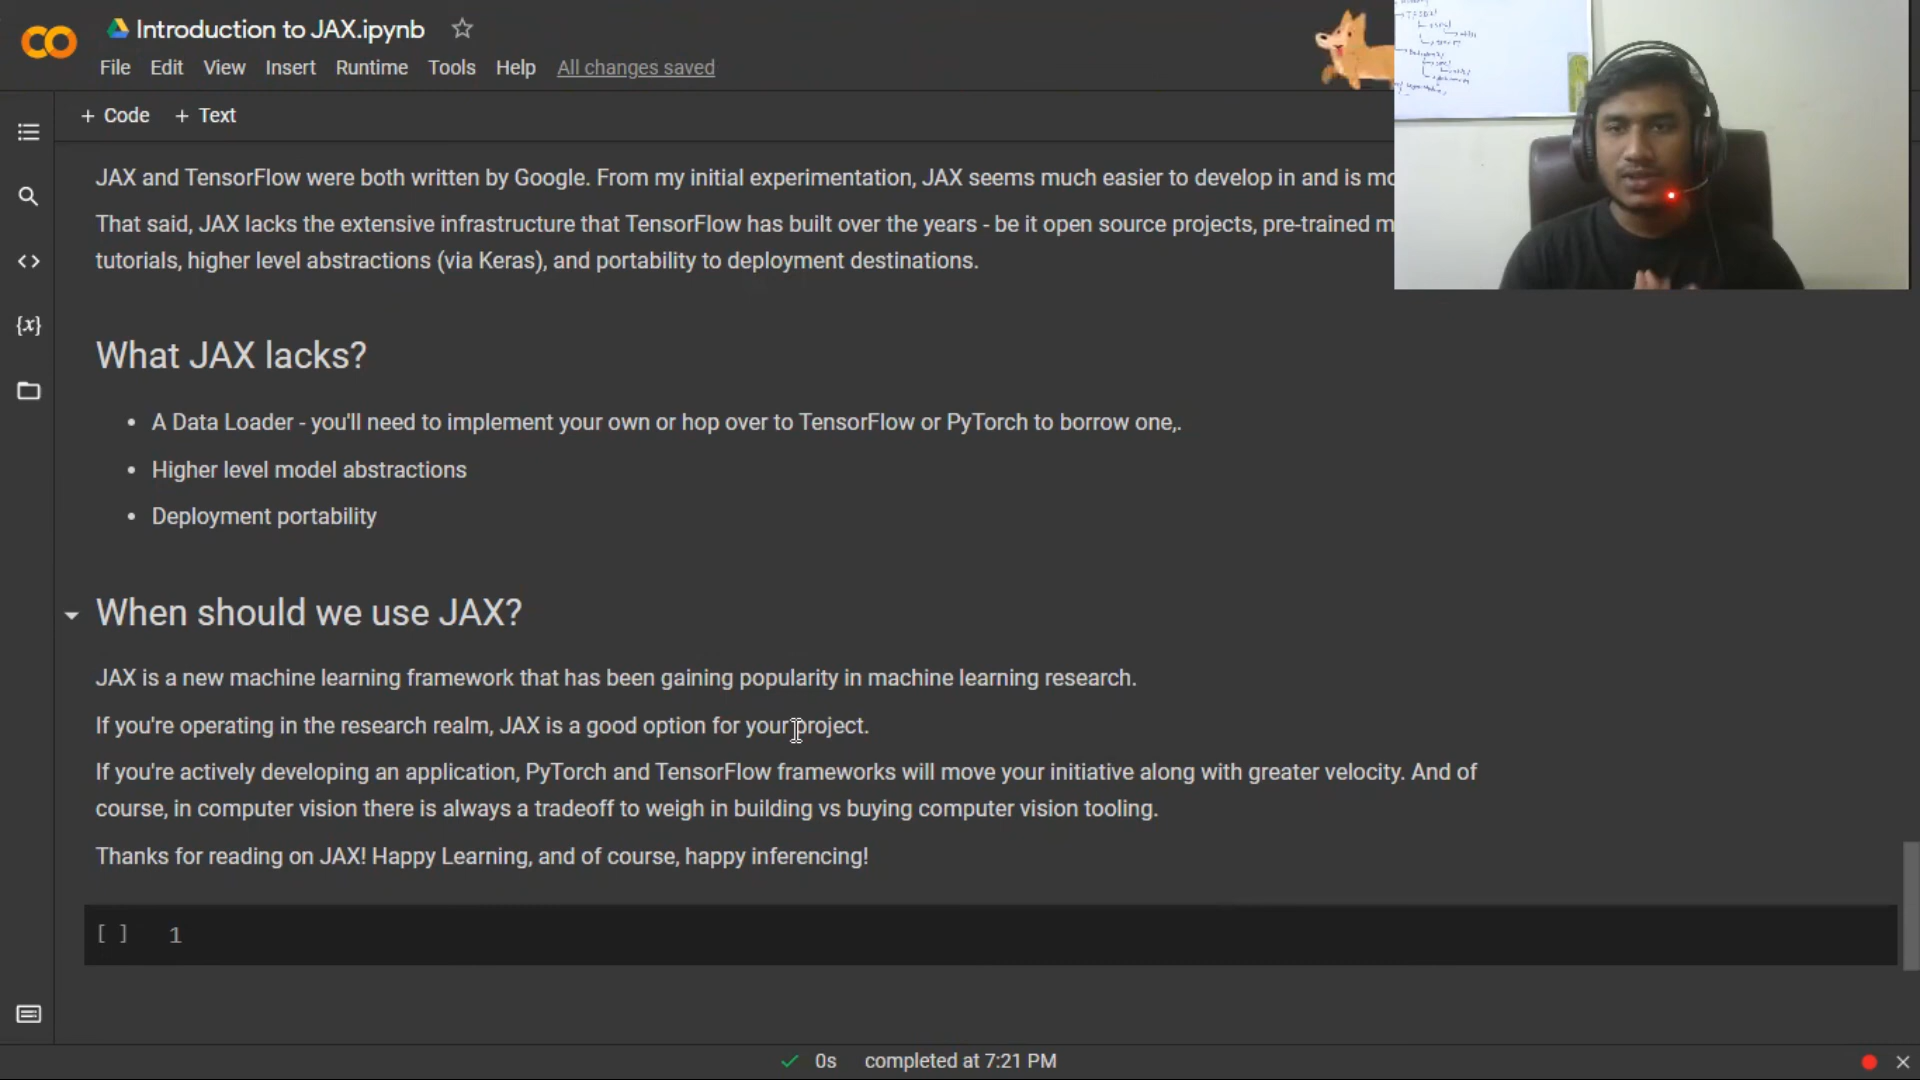 Introduction to JAX.ipynb
File Edit View Insert Runtime Tools Help All changes saved
+ Code + Text
JAX and TensorFlow were both written by Google. From my initial experimentation, JAX seems much easier to develop in and is
That said, JAX lacks the extensive infrastructure that TensorFlow has built over the years - be it open source projects, pre-trained
tutorials, higher level abstractions (via Keras), and portability to deployment destinations.
What JAX lacks?
• A Data Loader - you'll need to implement your own or hop over to TensorFlow or PyTorch to borrow one,.
• Higher level model abstractions
• Deployment portability
When should we use JAX?
JAX is a new machine learning framework that has been gaining popularity in machine learning research.
If you're operating in the research realm, JAX is a good option for your project.
If you're actively developing an application, PyTorch and TensorFlow frameworks will move your initiative along with greater velocity. And of
course, in computer vision there is always a tradeoff to weigh in building vs buying computer vision tooling.
Thanks for reading on JAX! Happy Learning, and of course, happy inferencing!
[ ] 1
0s completed at 7:21 PM